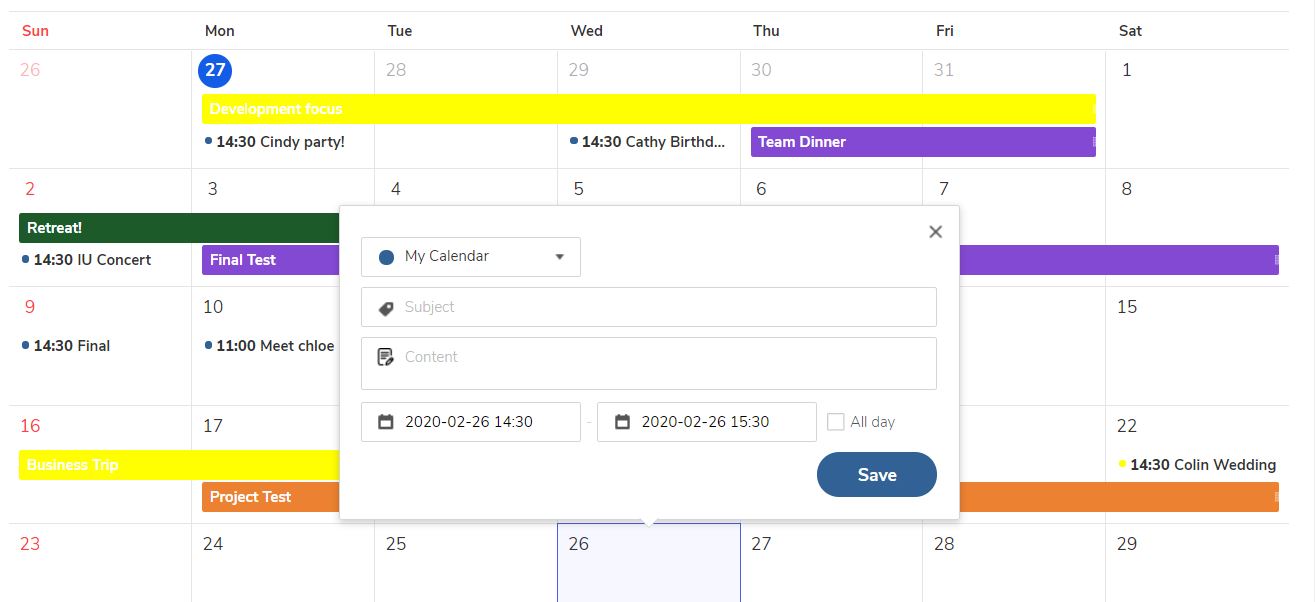 Sun Mon Tue Wed Thu Fri Sat
26 27 28 29 30 31 1
Development focus
14:30 Cindy party! 14:30 Cathy Birthd... Team Dinner
2 3 4 5 6 7 8
Retreat!
14:30 IU Concert Final Test
9 10 15
14:30 Final 11:00 Meet chloe
16 17 22
Business Trip 14:30 Colin Wedding
Project Test
23 24 25 26 27 28 29
My Calendar
Subject
Content
2020-02-26 14:30 - 2020-02-26 15:30 All day
Save